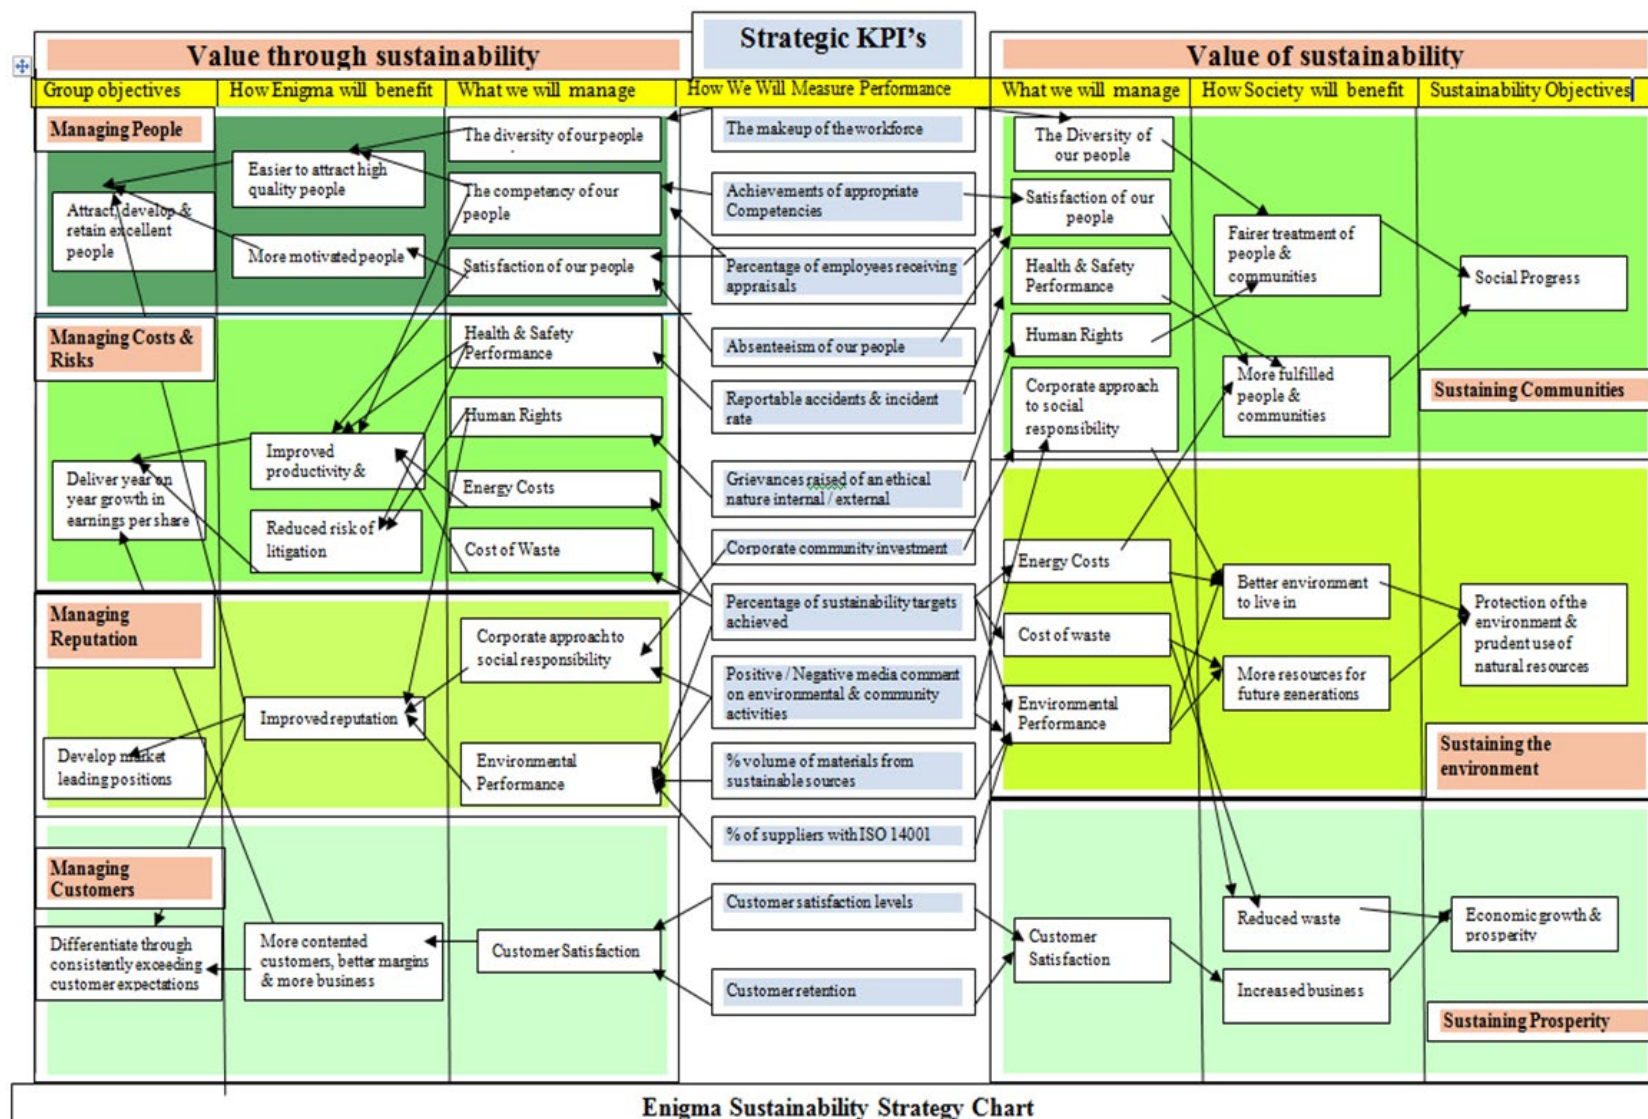 Strategic KPI's
Value through sustainability
Value of sustainability
Group objectives
How Enigma will benefit
What we will manage
How We Will Measure Performance
What we will manage
How Society will benefit
Sustainability Objectives
Managing People
Attract, develop &
retain excellent
people
Easier to attract high
quality people
More motivated people
The diversity of our people
The competency of our
people
Satisfaction of our people
Managing Costs &
Risks
Deliver year on
year growth in
earnings per share
Improved
productivity &
Reduced risk of
litigation
Health & Safety
Performance
Human Rights
Energy Costs
Cost of Waste
Managing
Reputation
Develop market
leading positions
Improved reputation
Corporate approach to
social responsibility
Environmental
Performance
Managing
Customers
Differentiate through
consistently exceeding
customer expectations
More contented
customers, better margins
& more business
Customer Satisfaction
The makeup of the workforce
Achievements of appropriate
Competencies
Percentage of employees receiving
appraisals
Absenteeism of our people
Reportable accidents & incident
rate
Grievances raised of an ethical
nature internal / external
Corporate community investment
Percentage of sustainability targets
achieved
Positive / Negative media comment
on environmental & community
activities
% volume of materials from
sustainable sources
% of suppliers with ISO 14001
Customer satisfaction levels
Customer retention
The Diversity of
our people
Satisfaction of our
people
Health & Safety
Performance
Human Rights
Corporate approach
to social
responsibility
Fairer treatment of
people &
communities
More fulfilled
people &
communities
Social Progress
Sustaining Communities
Energy Costs
Cost of waste
Environmental
Performance
Better environment
to live in
More resources for
future generations
Protection of the
environment &
prudent use of
natural resources
Sustaining the
environment
Customer
Satisfaction
Reduced waste
Increased business
Economic growth &
prosperity
Sustaining Prosperity
Enigma Sustainability Strategy Chart